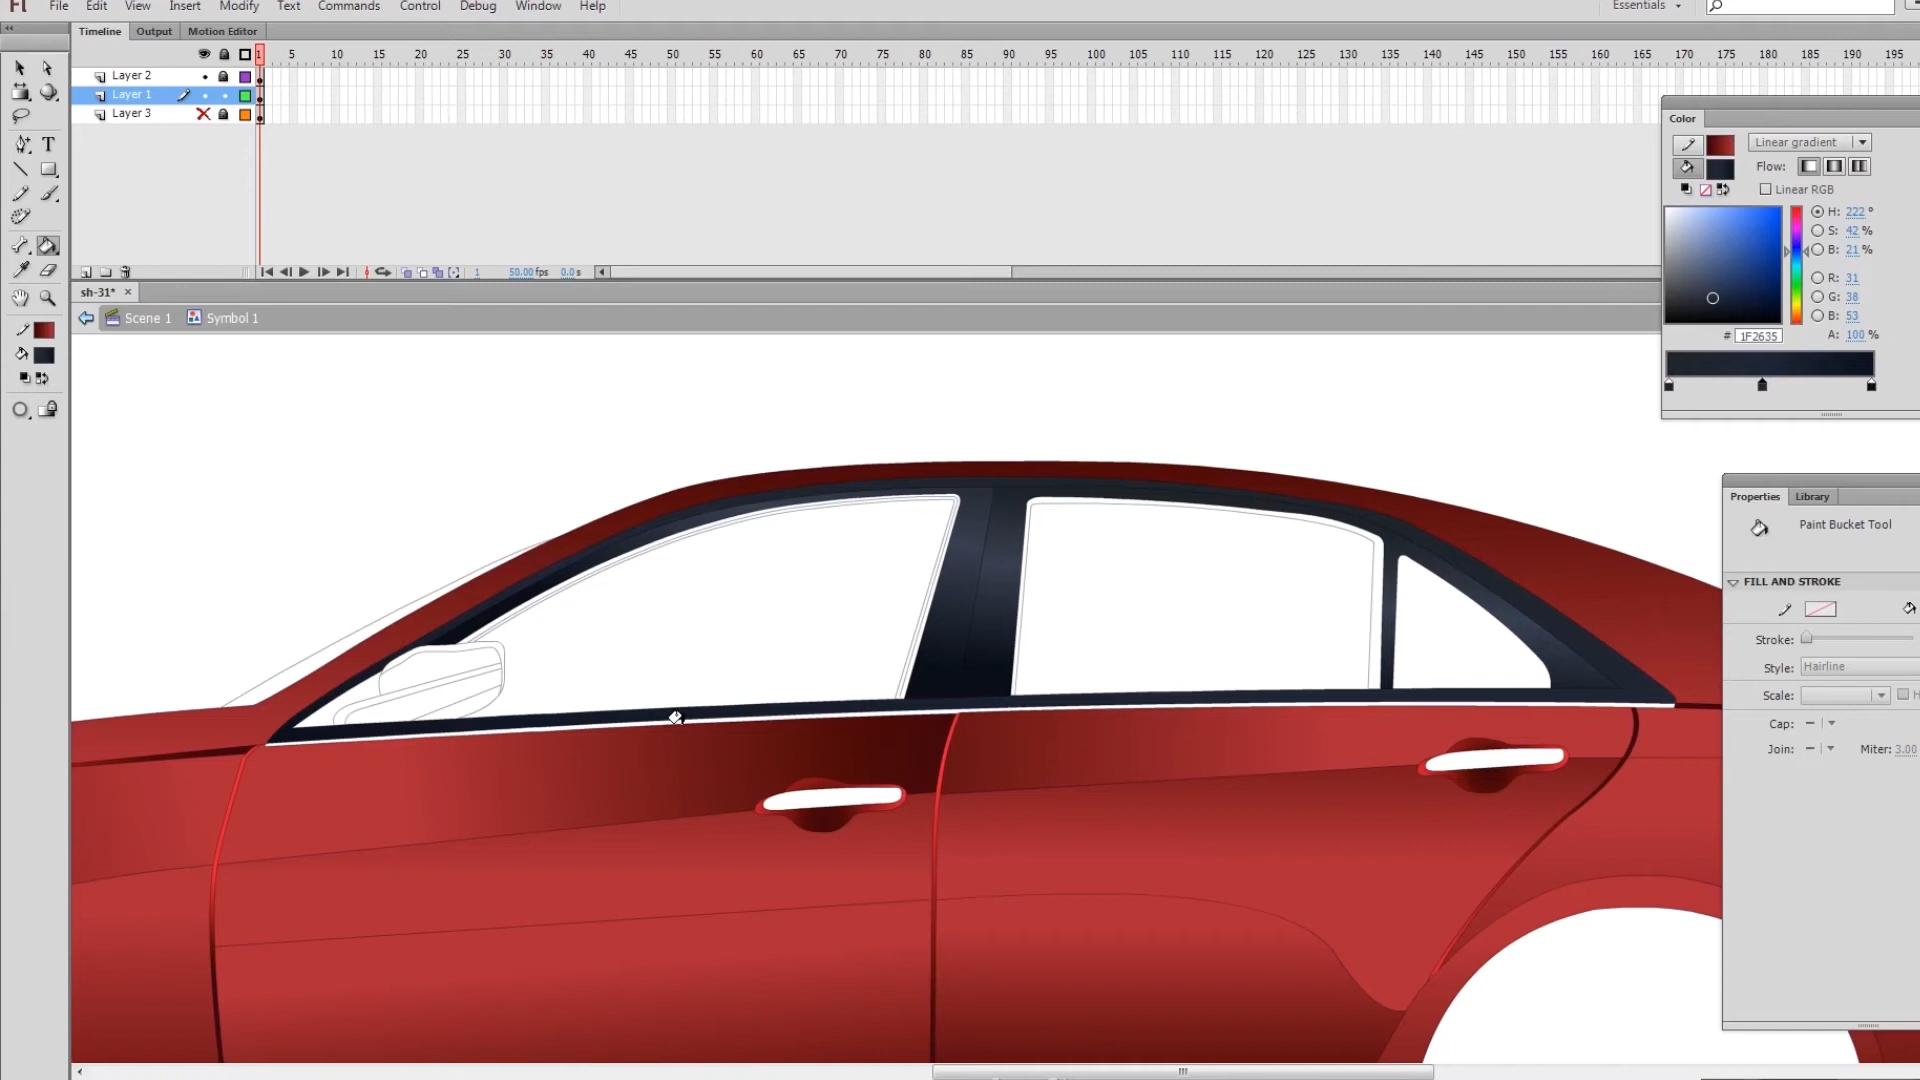 Fl File Edit View Insert Modify Text Commands Control Debug Window Help Essentials
Timeline Output Motion Editor
1 5 10 15 20 25 30 35 40 45 50 55 60 65 70 75 80 85 90 95 100 105 110 115 120 125 130 135 140 145 150 155 160 165 170 175 180 185 190 195
Layer 2
Layer 1
Layer 3
1 50.00 fps 0.0 s
sh-31* ×
Scene 1 Symbol 1
Color
Linear gradient
Flow:
Linear RGB
H: 222 °
S: 42 %
B: 21 %
R: 31
G: 38
B: 53
# 1F2635 A: 100 %
Properties Library
Paint Bucket Tool
FILL AND STROKE
Stroke:
Style: Hairline
Scale:
Cap:
Join: Miter: 3.00